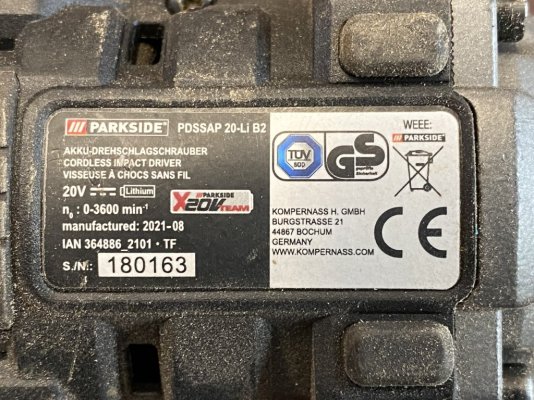 /// PARKSIDE® PDSSAP 20-Li B2
AKKU-DREHSCHLAGSCHRAUBER
CORDLESS IMPACT DRIVER
VISSEUSE À CHOCS SANS FIL
20V Lithium
n₀ : 0-3600 min⁻¹
manufactured: 2021-08
IAN 364886_2101 • TF
S./N.: 180163
/// PARKSIDE
X20V TEAM
TÜV
SÜD
GS
geprüfte
Sicherheit
KOMPERNASS H. GMBH
BURGSTRASSE 21
44867 BOCHUM
GERMANY
WWW.KOMPERNASS.COM
WEEE:
/// PARKSIDE
CE